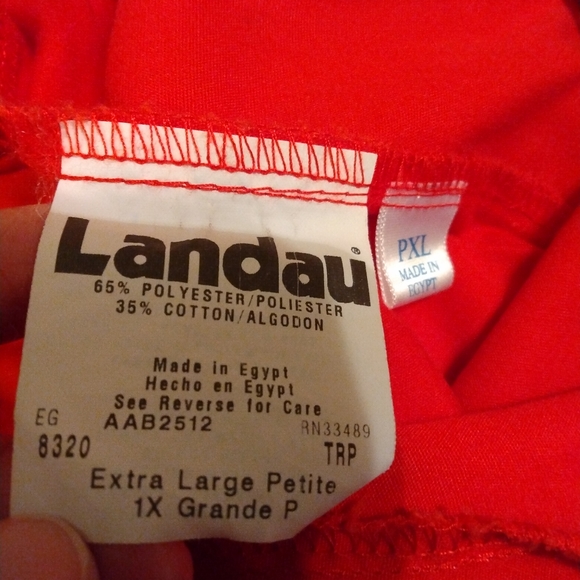 Landau®
65% POLYESTER/POLIESTER
35% COTTON/ALGODON
Made in Egypt
Hecho en Egypt
See Reverse for Care
EG AAB2512 RN33489
8320 TRP
Extra Large Petite
1X Grande P
PXL
MADE IN
EGYPT